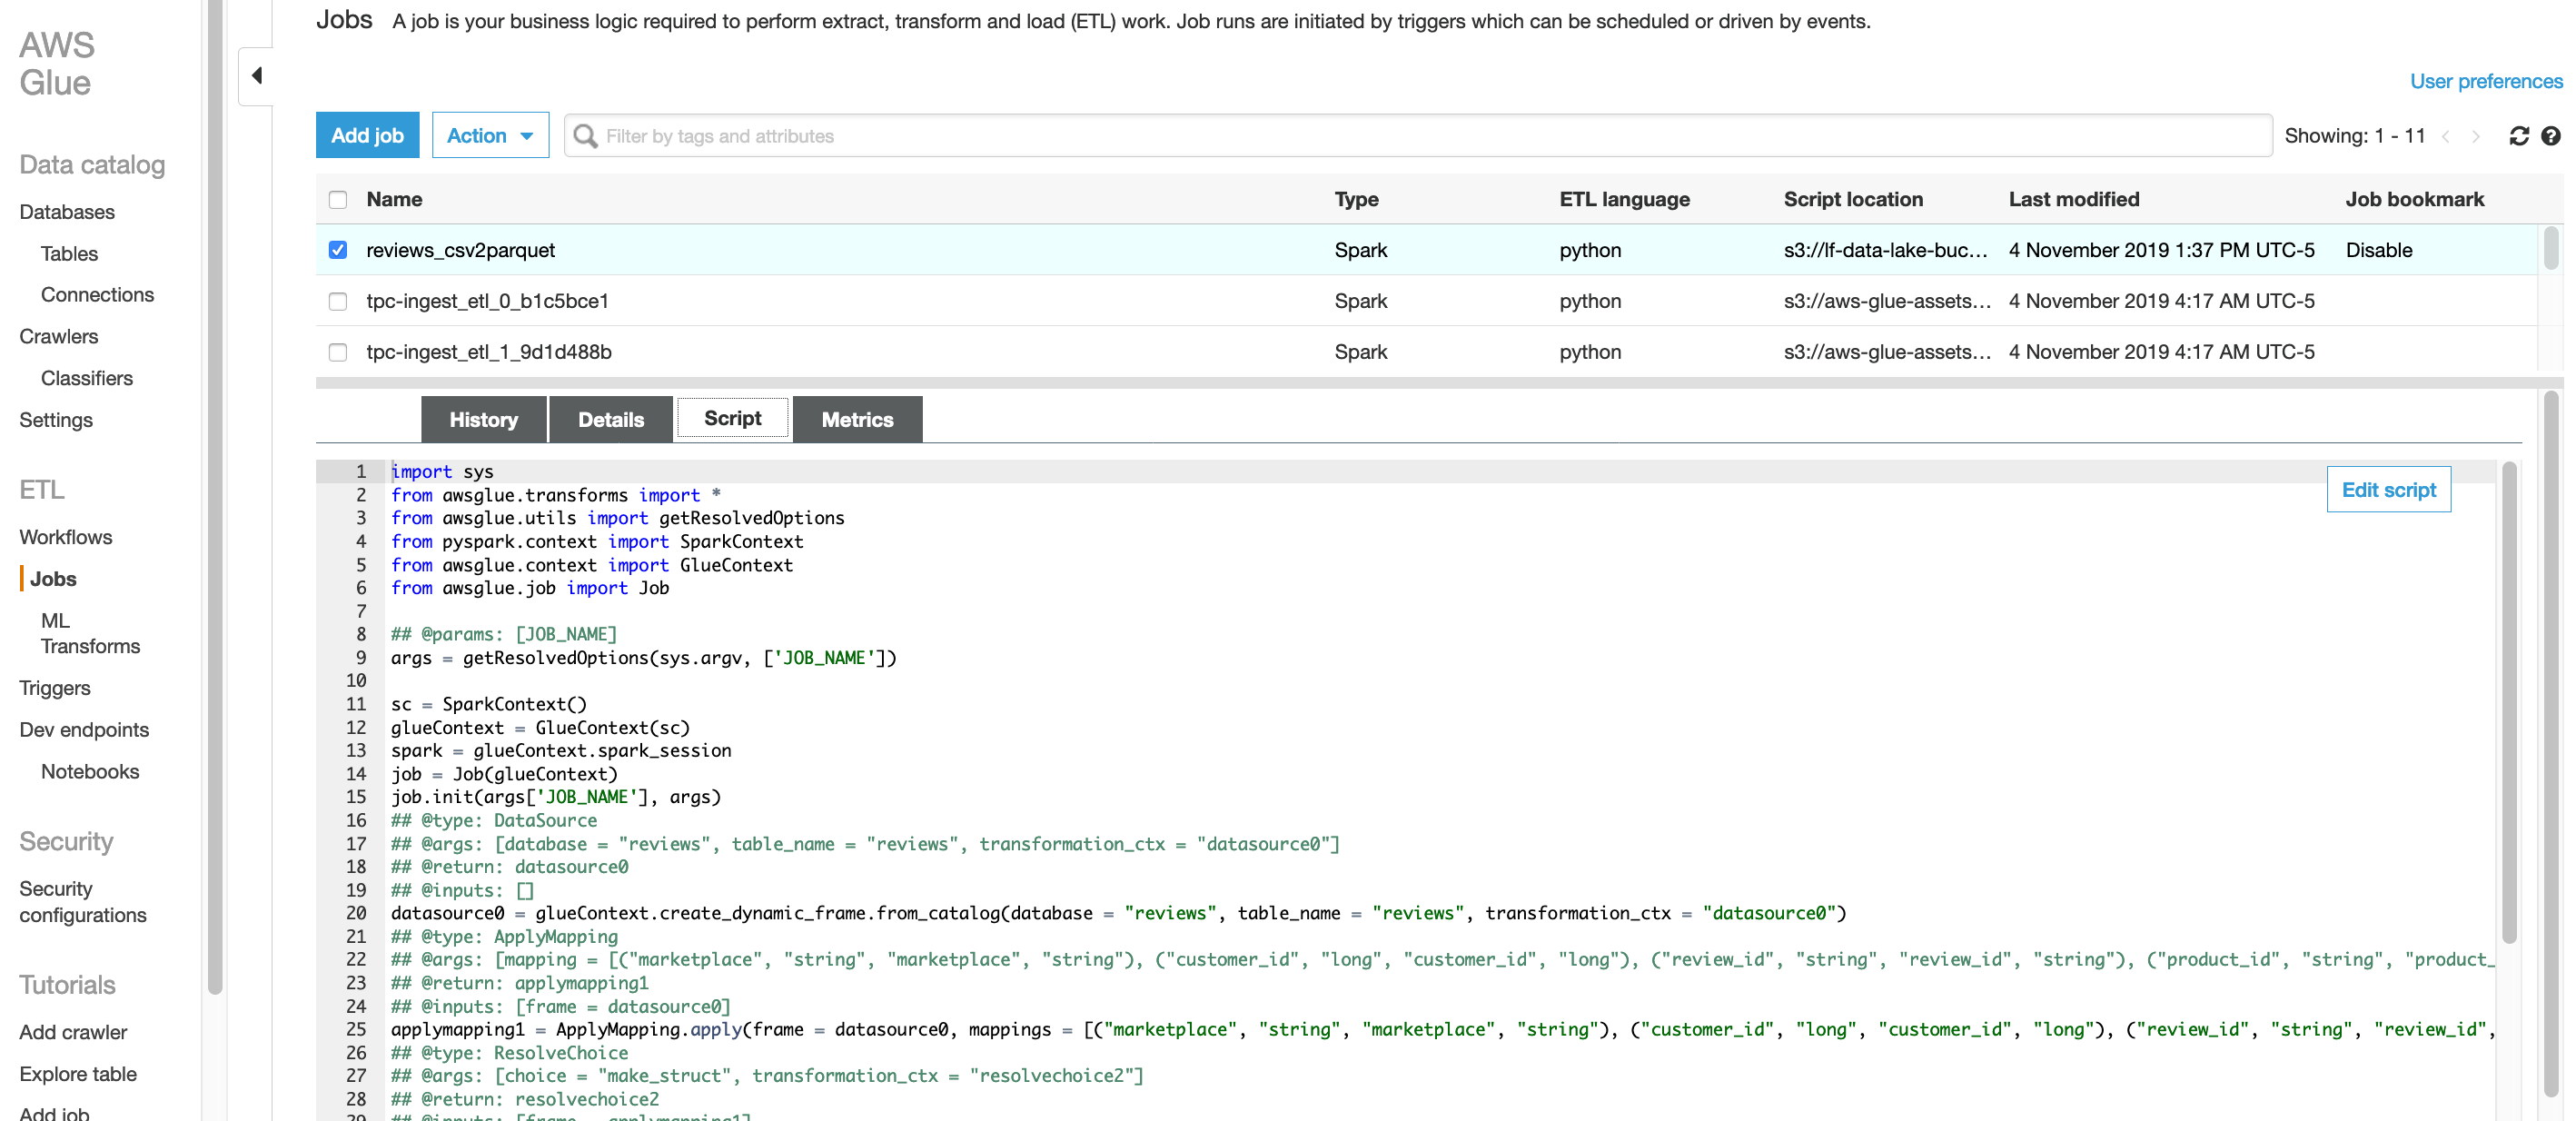 AWS
Glue
Data catalog
Databases
Tables
Connections
Crawlers
Classifiers
Settings
ETL
Workflows
Jobs
ML
Transforms
Triggers
Dev endpoints
Notebooks
Security
Security
configurations
Tutorials
Add crawler
Explore table
Add job
Jobs A job is your business logic required to perform extract, transform and load (ETL) work. Job runs are initiated by triggers which can be scheduled or driven by events.
User preferences
Add job Action Filter by tags and attributes Showing: 1 - 11 < >
Name Type ETL language Script location Last modified Job bookmark
reviews_csv2parquet Spark python s3://lf-data-lake-buc... 4 November 2019 1:37 PM UTC-5 Disable
tpc-ingest_etl_0_b1c5bce1 Spark python s3://aws-glue-assets... 4 November 2019 4:17 AM UTC-5
tpc-ingest_etl_1_9d1d488b Spark python s3://aws-glue-assets... 4 November 2019 4:17 AM UTC-5
History Details Script Metrics
Edit script
1 import sys
2 from awsglue.transforms import *
3 from awsglue.utils import getResolvedOptions
4 from pyspark.context import SparkContext
5 from awsglue.context import GlueContext
6 from awsglue.job import Job
7
8 ## @params: [JOB_NAME]
9 args = getResolvedOptions(sys.argv, ['JOB_NAME'])
10
11 sc = SparkContext()
12 glueContext = GlueContext(sc)
13 spark = glueContext.spark_session
14 job = Job(glueContext)
15 job.init(args['JOB_NAME'], args)
16 ## @type: DataSource
17 ## @args: [database = "reviews", table_name = "reviews", transformation_ctx = "datasource0"]
18 ## @return: datasource0
19 ## @inputs: []
20 datasource0 = glueContext.create_dynamic_frame.from_catalog(database = "reviews", table_name = "reviews", transformation_ctx = "datasource0")
21 ## @type: ApplyMapping
22 ## @args: [mapping = [("marketplace", "string", "marketplace", "string"), ("customer_id", "long", "customer_id", "long"), ("review_id", "string", "review_id", "string"), ("product_id", "string", "product_
23 ## @return: applymapping1
24 ## @inputs: [frame = datasource0]
25 applymapping1 = ApplyMapping.apply(frame = datasource0, mappings = [("marketplace", "string", "marketplace", "string"), ("customer_id", "long", "customer_id", "long"), ("review_id", "string", "review_id",
26 ## @type: ResolveChoice
27 ## @args: [choice = "make_struct", transformation_ctx = "resolvechoice2"]
28 ## @return: resolvechoice2
29 ## @inputs: [frame = applymapping1]